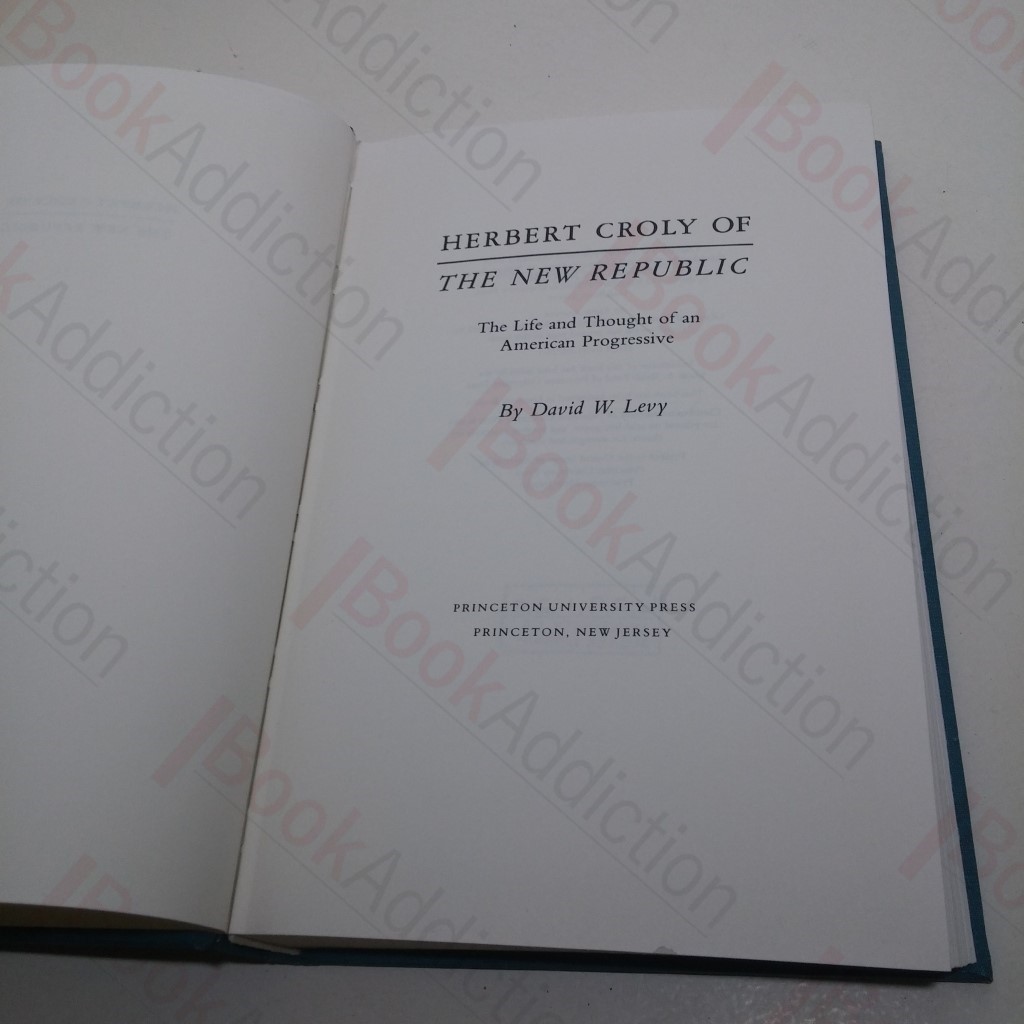 HERBERT CROLY OF
THE NEW REPUBLIC
The Life and Thought of an
American Progressive
By David W. Levy
PRINCETON UNIVERSITY PRESS
PRINCETON, NEW JERSEY
BookAddiction